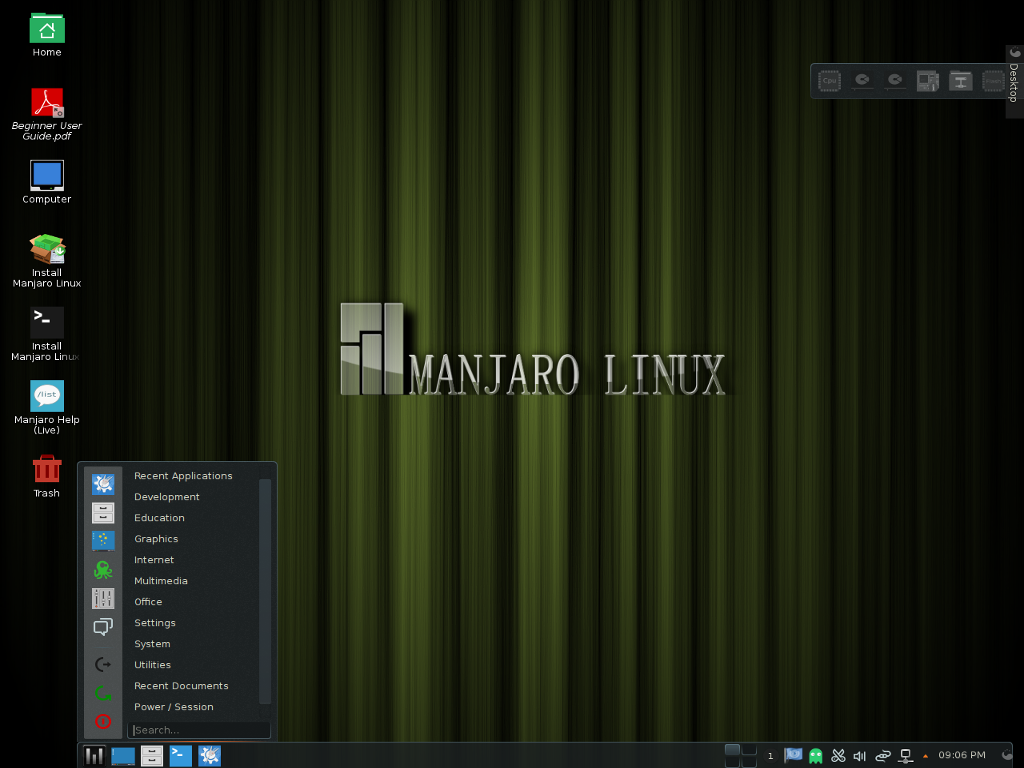 Home
Beginner User
Guide.pdf
Computer
Install
Manjaro Linux
>_
Install
Manjaro Linux
/list
Manjaro Help
(Live)
Trash
Cpu
Desktop
MANJARO LINUX
Recent Applications
Development
Education
Graphics
Internet
Multimedia
Office
Settings
System
Utilities
Recent Documents
Power / Session
Search...
1
09:06 PM